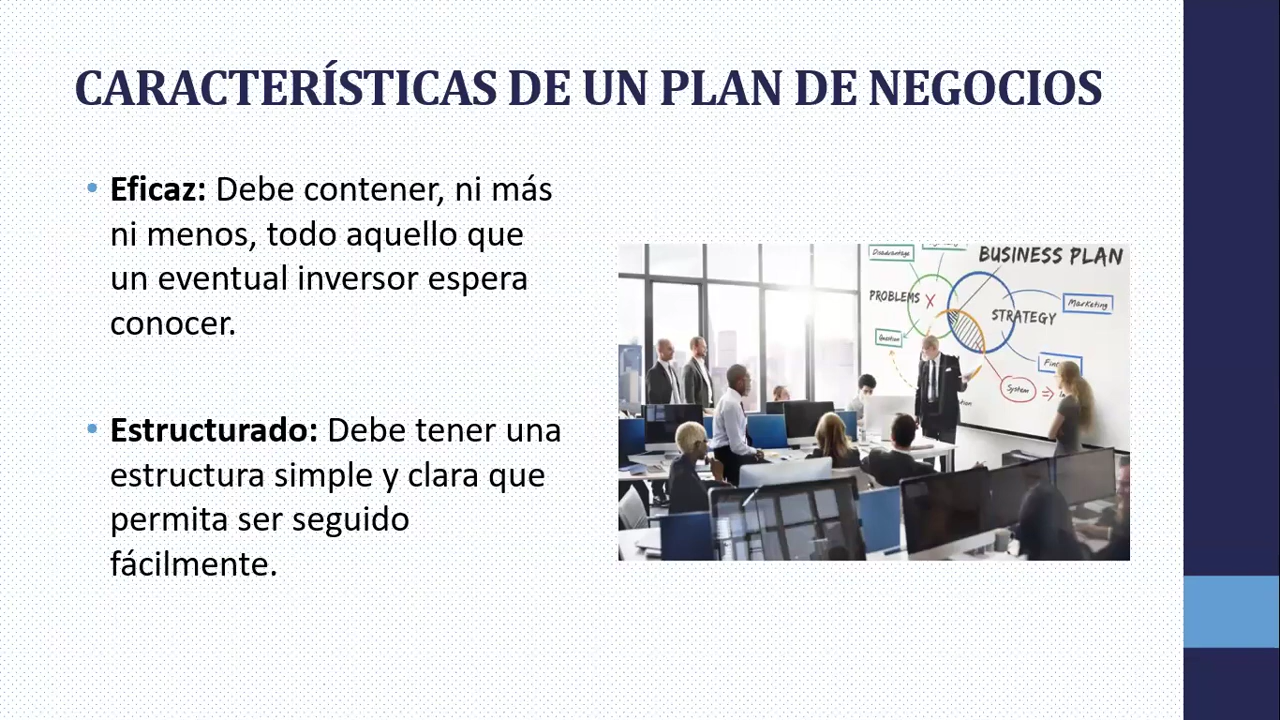 CARACTERÍSTICAS DE UN PLAN DE NEGOCIOS
• Eficaz: Debe contener, ni más
ni menos, todo aquello que
un eventual inversor espera
conocer.
• Estructurado: Debe tener una
estructura simple y clara que
permita ser seguido
fácilmente.
Disadvantage
BUSINESS PLAN
PROBLEMS
Marketing
STRATEGY
Question
System